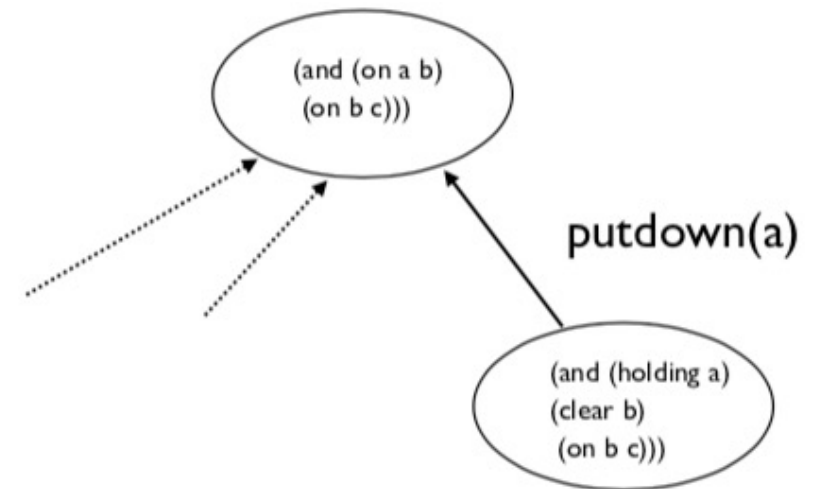 (and (on a b)
(on b c)))
putdown(a)
(and (holding a)
(clear b)
(on b c)))